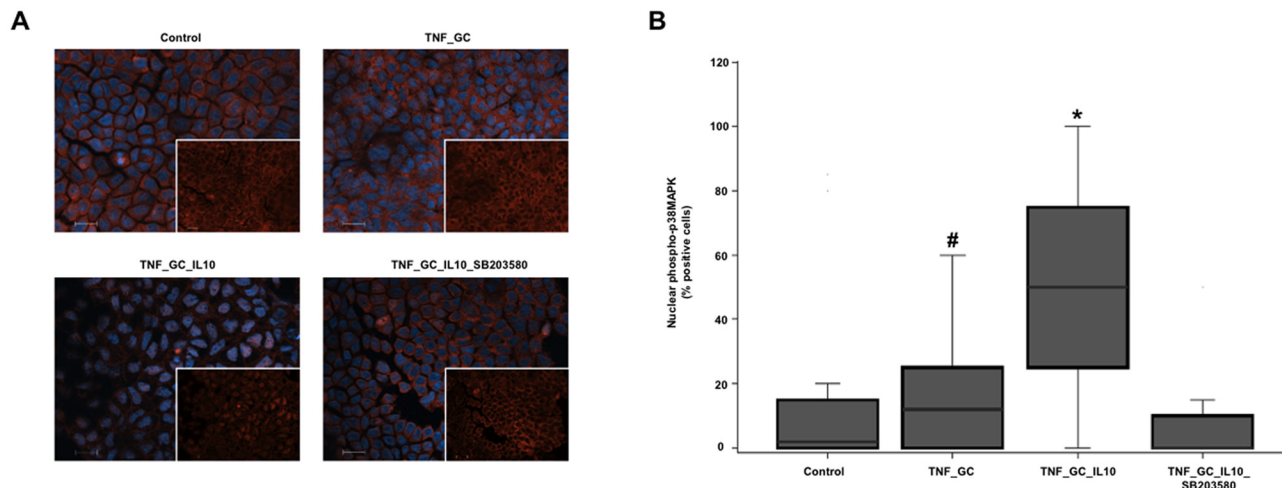 A
B
Control
TNF_GC
TNF_GC_IL10
TNF_GC_IL10_SB203580
Nuclear phospho-p38MAPK
(% positive cells)
120
100
80
60
40
20
0
#
*
Control
TNF_GC
TNF_GC_IL10
TNF_GC_IL10_
SB203580